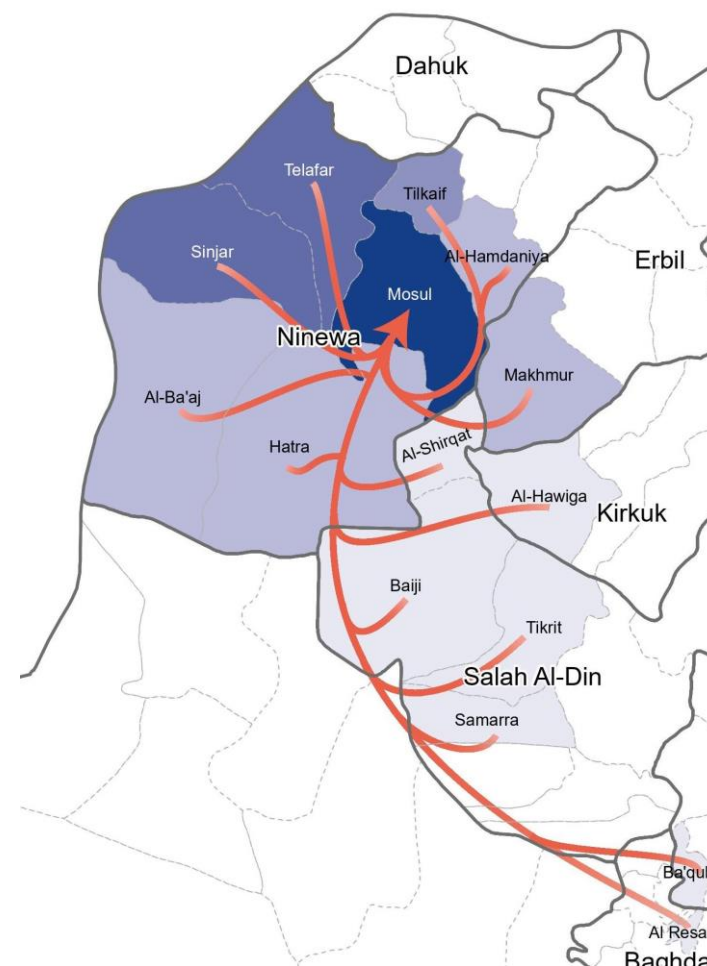 Dahuk
Telafar
Tilkaif
Sinjar
Al-Hamdaniya
Erbil
Mosul
Ninewa
Makhmur
Al-Ba'aj
Hatra
Al-Shirqat
Al-Hawiga
Kirkuk
Baiji
Tikrit
Salah Al-Din
Samarra
Ba'qu
Al Resa
Baghda